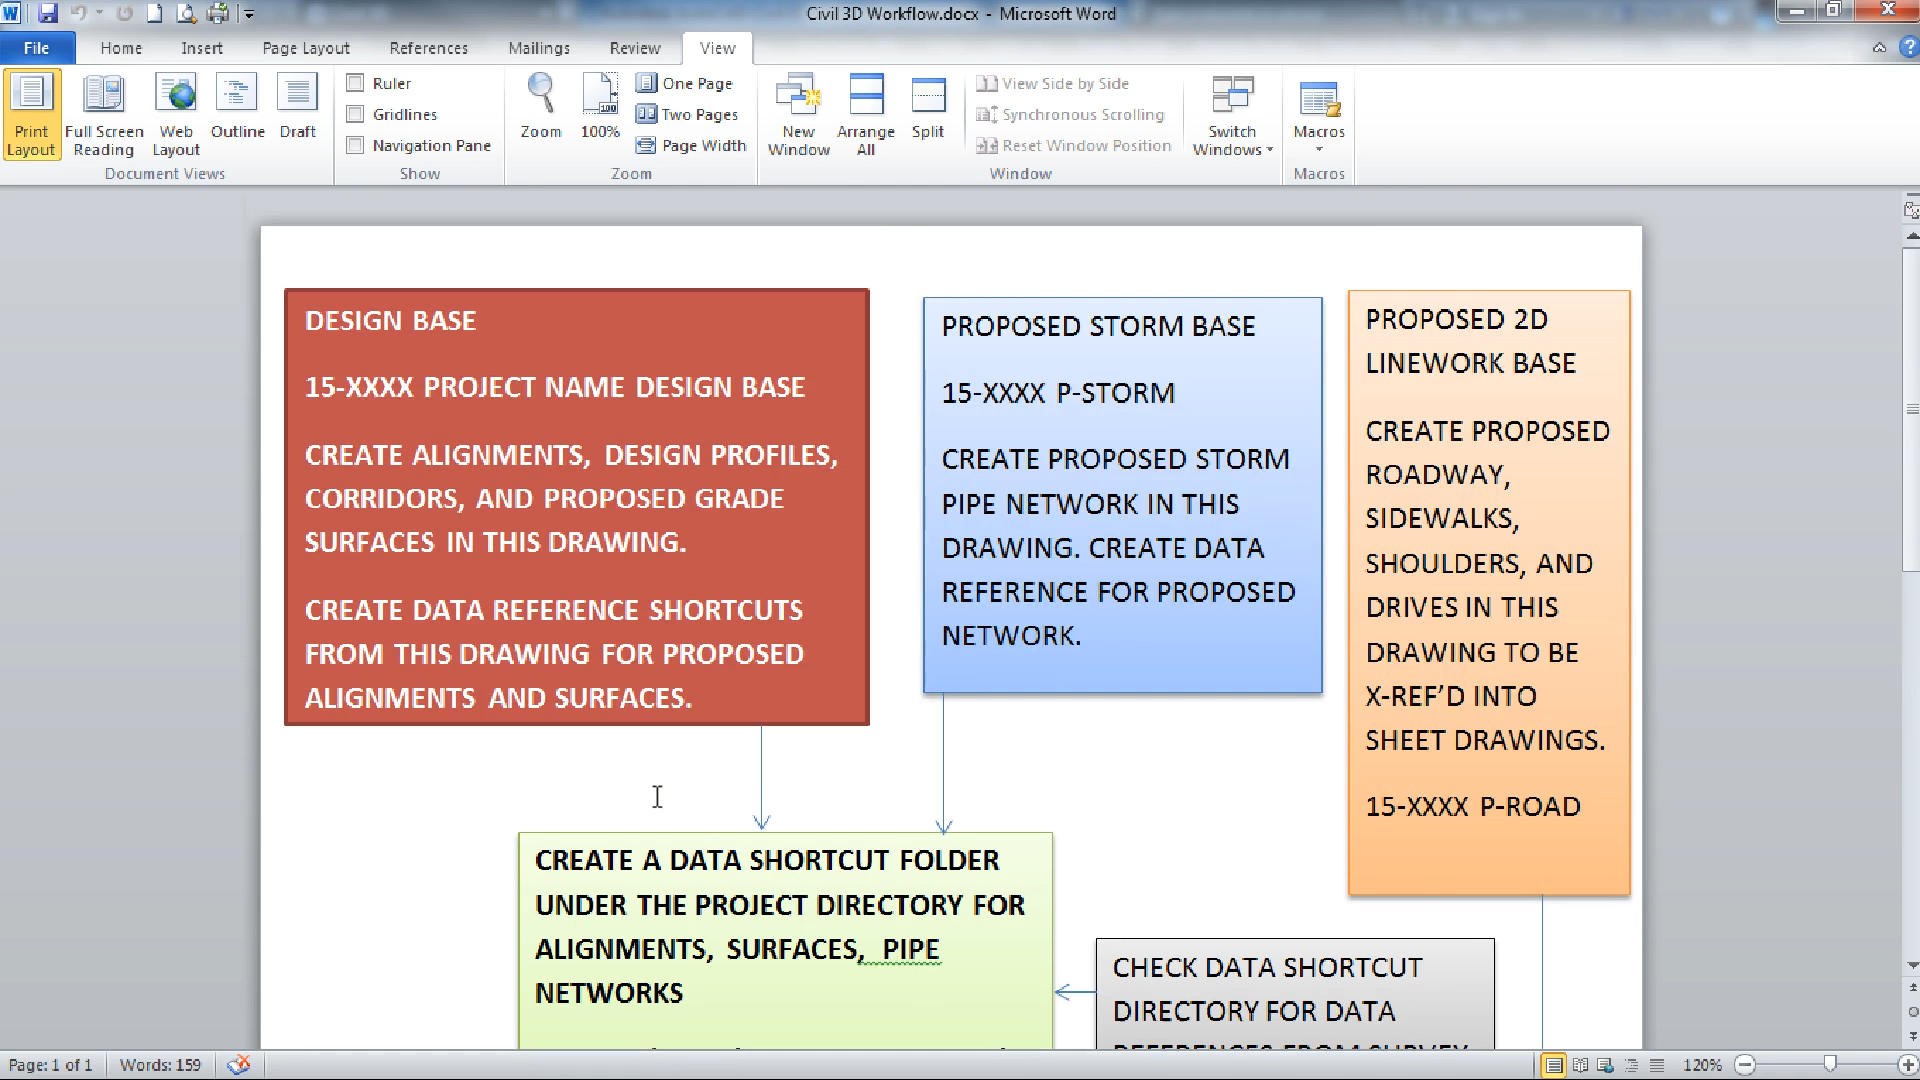 Civil 3D Workflow.docx - Microsoft Word
File Home Insert Page Layout References Mailings Review View
Print Layout
Full Screen Reading
Web Layout
Outline
Draft
Document Views
Ruler
Gridlines
Navigation Pane
Show
Zoom
100%
One Page
Two Pages
Page Width
Zoom
New Window
Arrange All
Split
View Side by Side
Synchronous Scrolling
Reset Window Position
Window
Switch Windows
Macros
Macros
DESIGN BASE
15-XXXX PROJECT NAME DESIGN BASE
CREATE ALIGNMENTS, DESIGN PROFILES,
CORRIDORS, AND PROPOSED GRADE
SURFACES IN THIS DRAWING.
CREATE DATA REFERENCE SHORTCUTS
FROM THIS DRAWING FOR PROPOSED
ALIGNMENTS AND SURFACES.
PROPOSED STORM BASE
15-XXXX P-STORM
CREATE PROPOSED STORM
PIPE NETWORK IN THIS
DRAWING. CREATE DATA
REFERENCE FOR PROPOSED
NETWORK.
PROPOSED 2D
LINEWORK BASE
CREATE PROPOSED
ROADWAY,
SIDEWALKS,
SHOULDERS, AND
DRIVES IN THIS
DRAWING TO BE
X-REF’D INTO
SHEET DRAWINGS.
15-XXXX P-ROAD
CREATE A DATA SHORTCUT FOLDER
UNDER THE PROJECT DIRECTORY FOR
ALIGNMENTS, SURFACES, PIPE
NETWORKS
CHECK DATA SHORTCUT
DIRECTORY FOR DATA
REFERENCES FROM SURVEY
Page: 1 of 1 Words: 159 120%